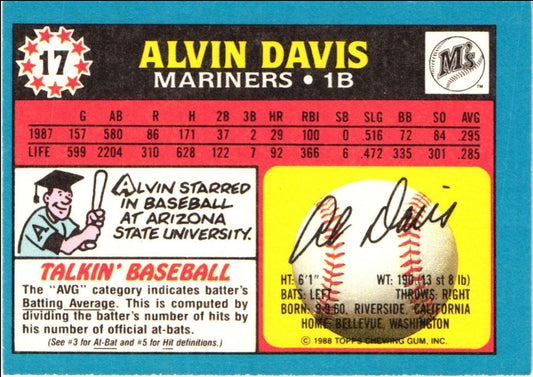 17
ALVIN DAVIS
MARINERS • 1B
M's
TM
G AB R H 2B 3B HR RBI SB SLG BB SO AVG
1987 157 580 86 171 37 2 29 100 0 .516 72 84 .295
LIFE 599 2204 310 628 122 7 92 366 6 .472 335 301 .285
A
ALVIN STARRED
IN BASEBALL
AT ARIZONA
STATE UNIVERSITY.
TALKIN' BASEBALL
The "AVG" category indicates batter's
Batting Average. This is computed by
dividing the batter's number of hits by
his number of official at-bats.
(See #3 for At-Bat and #5 for Hit definitions.)
Al Davis
HT: 6'1" WT: 190 (13 st 8 lb)
BATS: LEFT THROWS: RIGHT
BORN: 9-9-60, RIVERSIDE, CALIFORNIA
HOME: BELLEVUE, WASHINGTON
© 1988 TOPPS CHEWING GUM, INC.